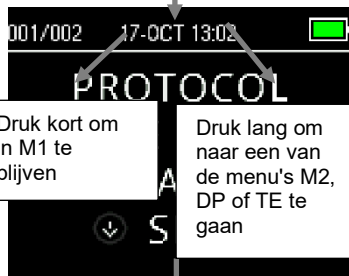 001/002 17-OCT 13:02
PROTOCOL
Druk kort om
in M1 te
blijven
Druk lang om
naar een van
de menu's M2,
DP of TE te
gaan
A
S